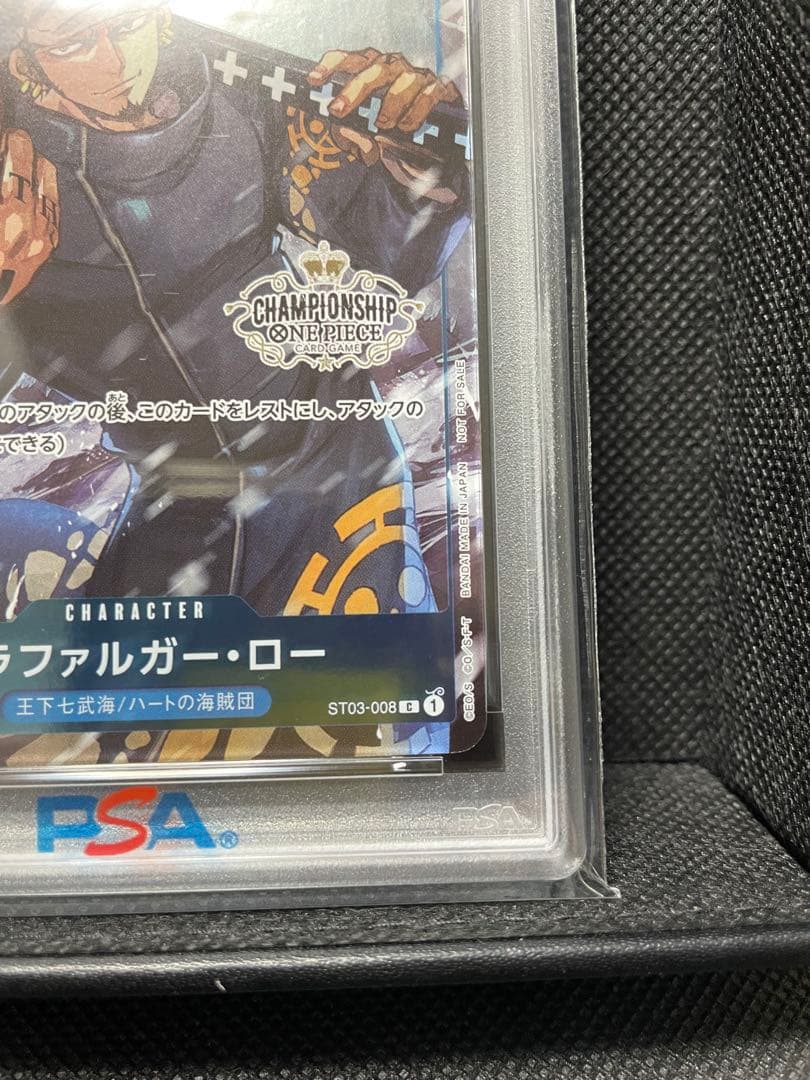 CHAMPIONSHIP
ONE PIECE
CARD GAME
のアタックの後、このカードをレストにし、アタックの
できる)
あと
CHARACTER
ラファルガー・ロー
王下七武海/ハートの海賊団
ST03-008 C 1
©EO/S ©O/S・F・T BANDAI MADE IN JAPAN NOT FOR SALE
PSA®
PSA